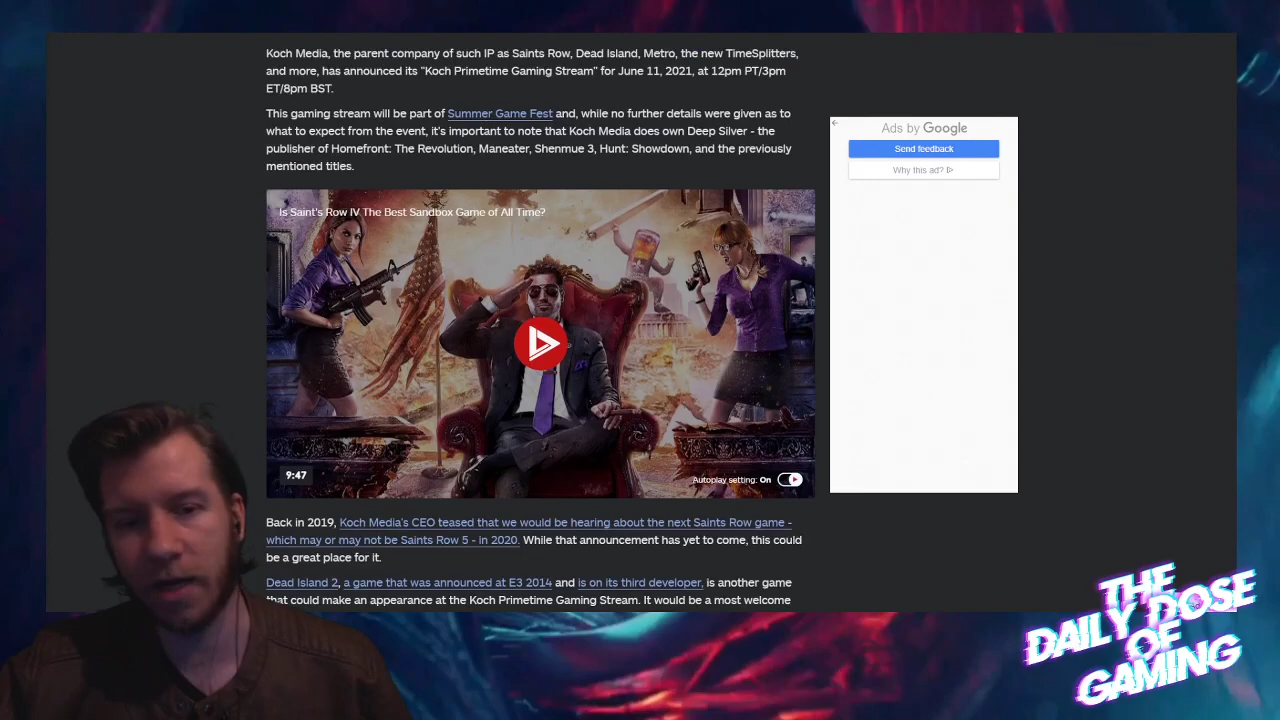 Koch Media, the parent company of such IP as Saints Row, Dead Island, Metro, the new TimeSplitters,
and more, has announced its "Koch Primetime Gaming Stream" for June 11, 2021, at 12pm PT/3pm
ET/8pm BST.
This gaming stream will be part of Summer Game Fest and, while no further details were given as to
what to expect from the event, it's important to note that Koch Media does own Deep Silver - the
publisher of Homefront: The Revolution, Maneater, Shenmue 3, Hunt: Showdown, and the previously
mentioned titles.
Is Saint's Row IV The Best Sandbox Game of All Time?
9:47
Autoplay setting: On
Back in 2019, Koch Media's CEO teased that we would be hearing about the next Saints Row game -
which may or may not be Saints Row 5 - in 2020. While that announcement has yet to come, this could
be a great place for it.
Dead Island 2, a game that was announced at E3 2014 and is on its third developer, is another game
that could make an appearance at the Koch Primetime Gaming Stream. It would be a most welcome
Ads by Google
Send feedback
Why this ad?
THE
DAILY DOSE
OF
GAMING